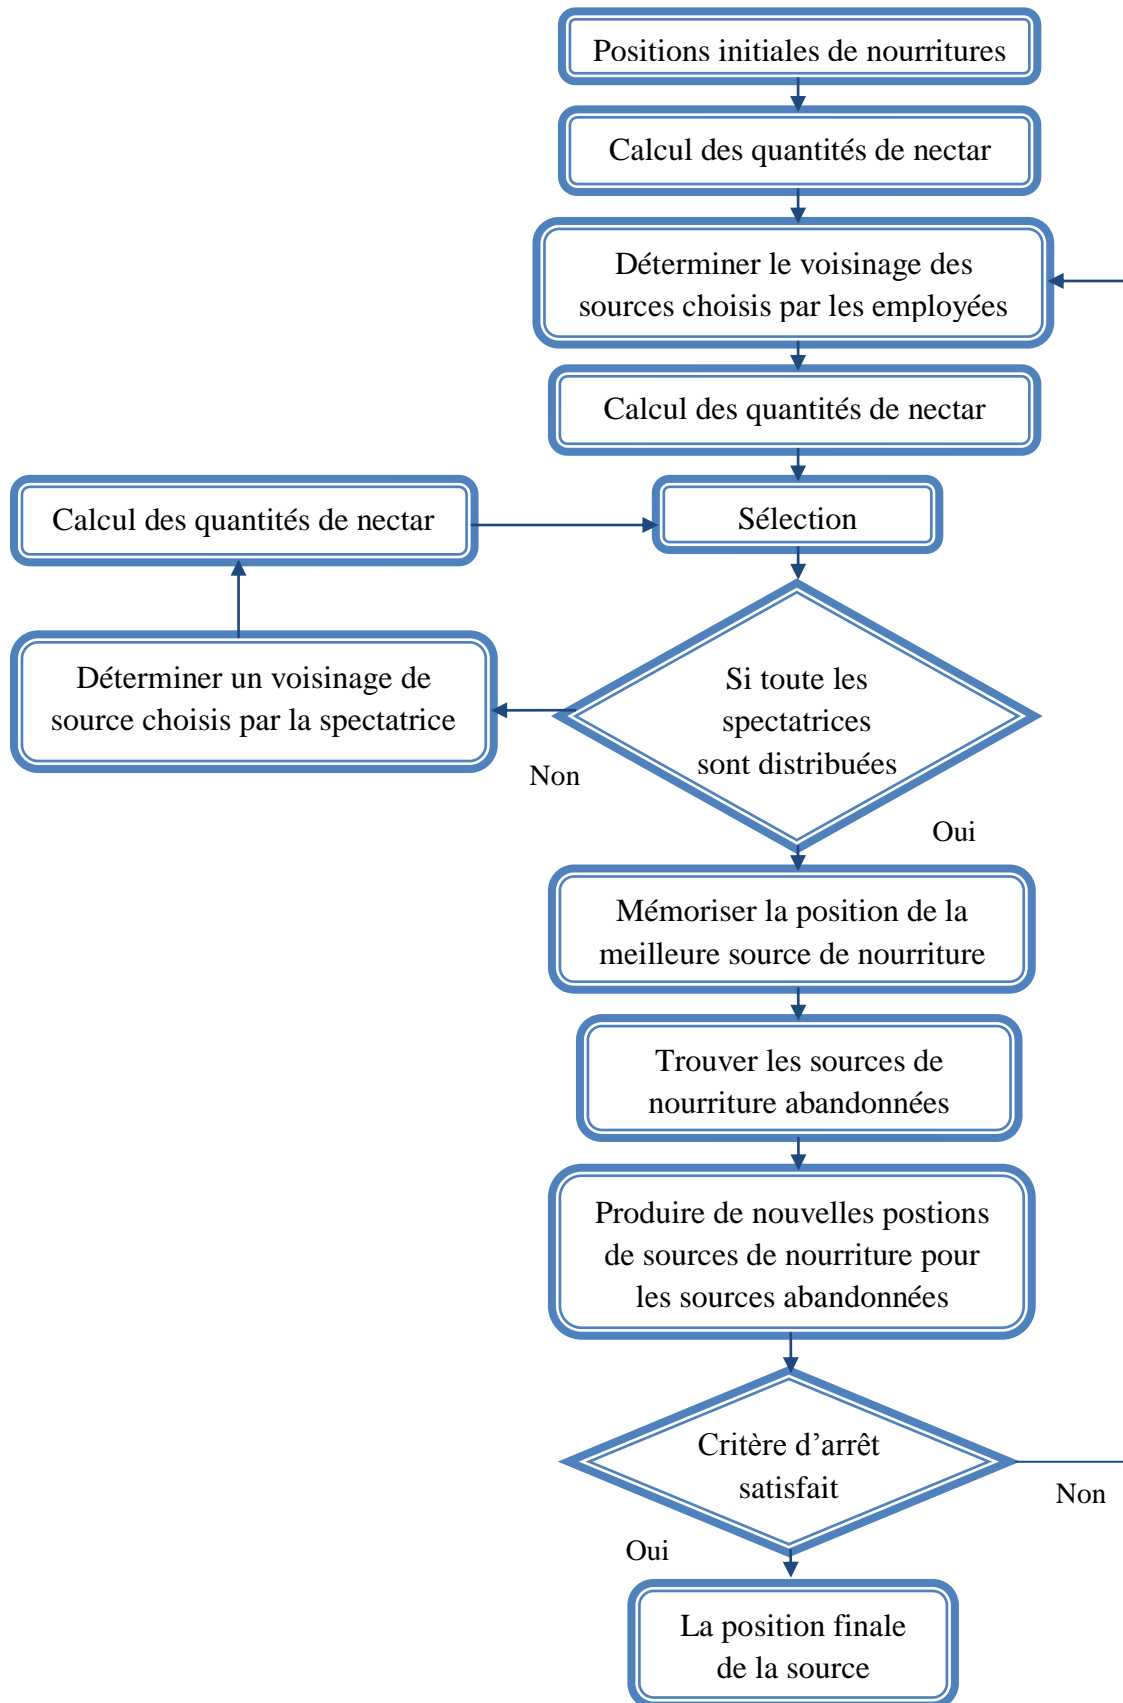 Positions initiales de nourritures
Calcul des quantités de nectar
Déterminer le voisinage des
sources choisis par les employées
Calcul des quantités de nectar
Calcul des quantités de nectar
Sélection
Déterminer un voisinage de
source choisis par la spectatrice
Si toute les
spectatrices
sont distribuées
Non
Oui
Mémoriser la position de la
meilleure source de nourriture
Trouver les sources de
nourriture abandonnées
Produire de nouvelles postions
de sources de nourriture pour
les sources abandonnées
Critère d’arrêt
satisfait
Non
Oui
La position finale
de la source